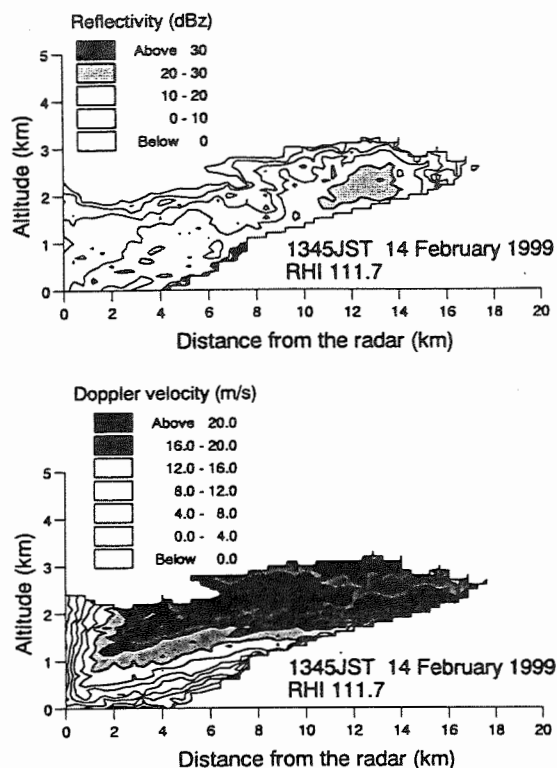 Reflectivity (dBz)
Above 30
20 - 30
10 - 20
0 - 10
Below 0
5
4
3
2
1
0
Altitude (km)
1345JST 14 February 1999
RHI 111.7
0 2 4 6 8 10 12 14 16 18 20
Distance from the radar (km)
Doppler velocity (m/s)
Above 20.0
16.0 - 20.0
12.0 - 16.0
8.0 - 12.0
4.0 - 8.0
0.0 - 4.0
Below 0.0
5
4
3
2
1
0
Altitude (km)
1345JST 14 February 1999
RHI 111.7
0 2 4 6 8 10 12 14 16 18 20
Distance from the radar (km)